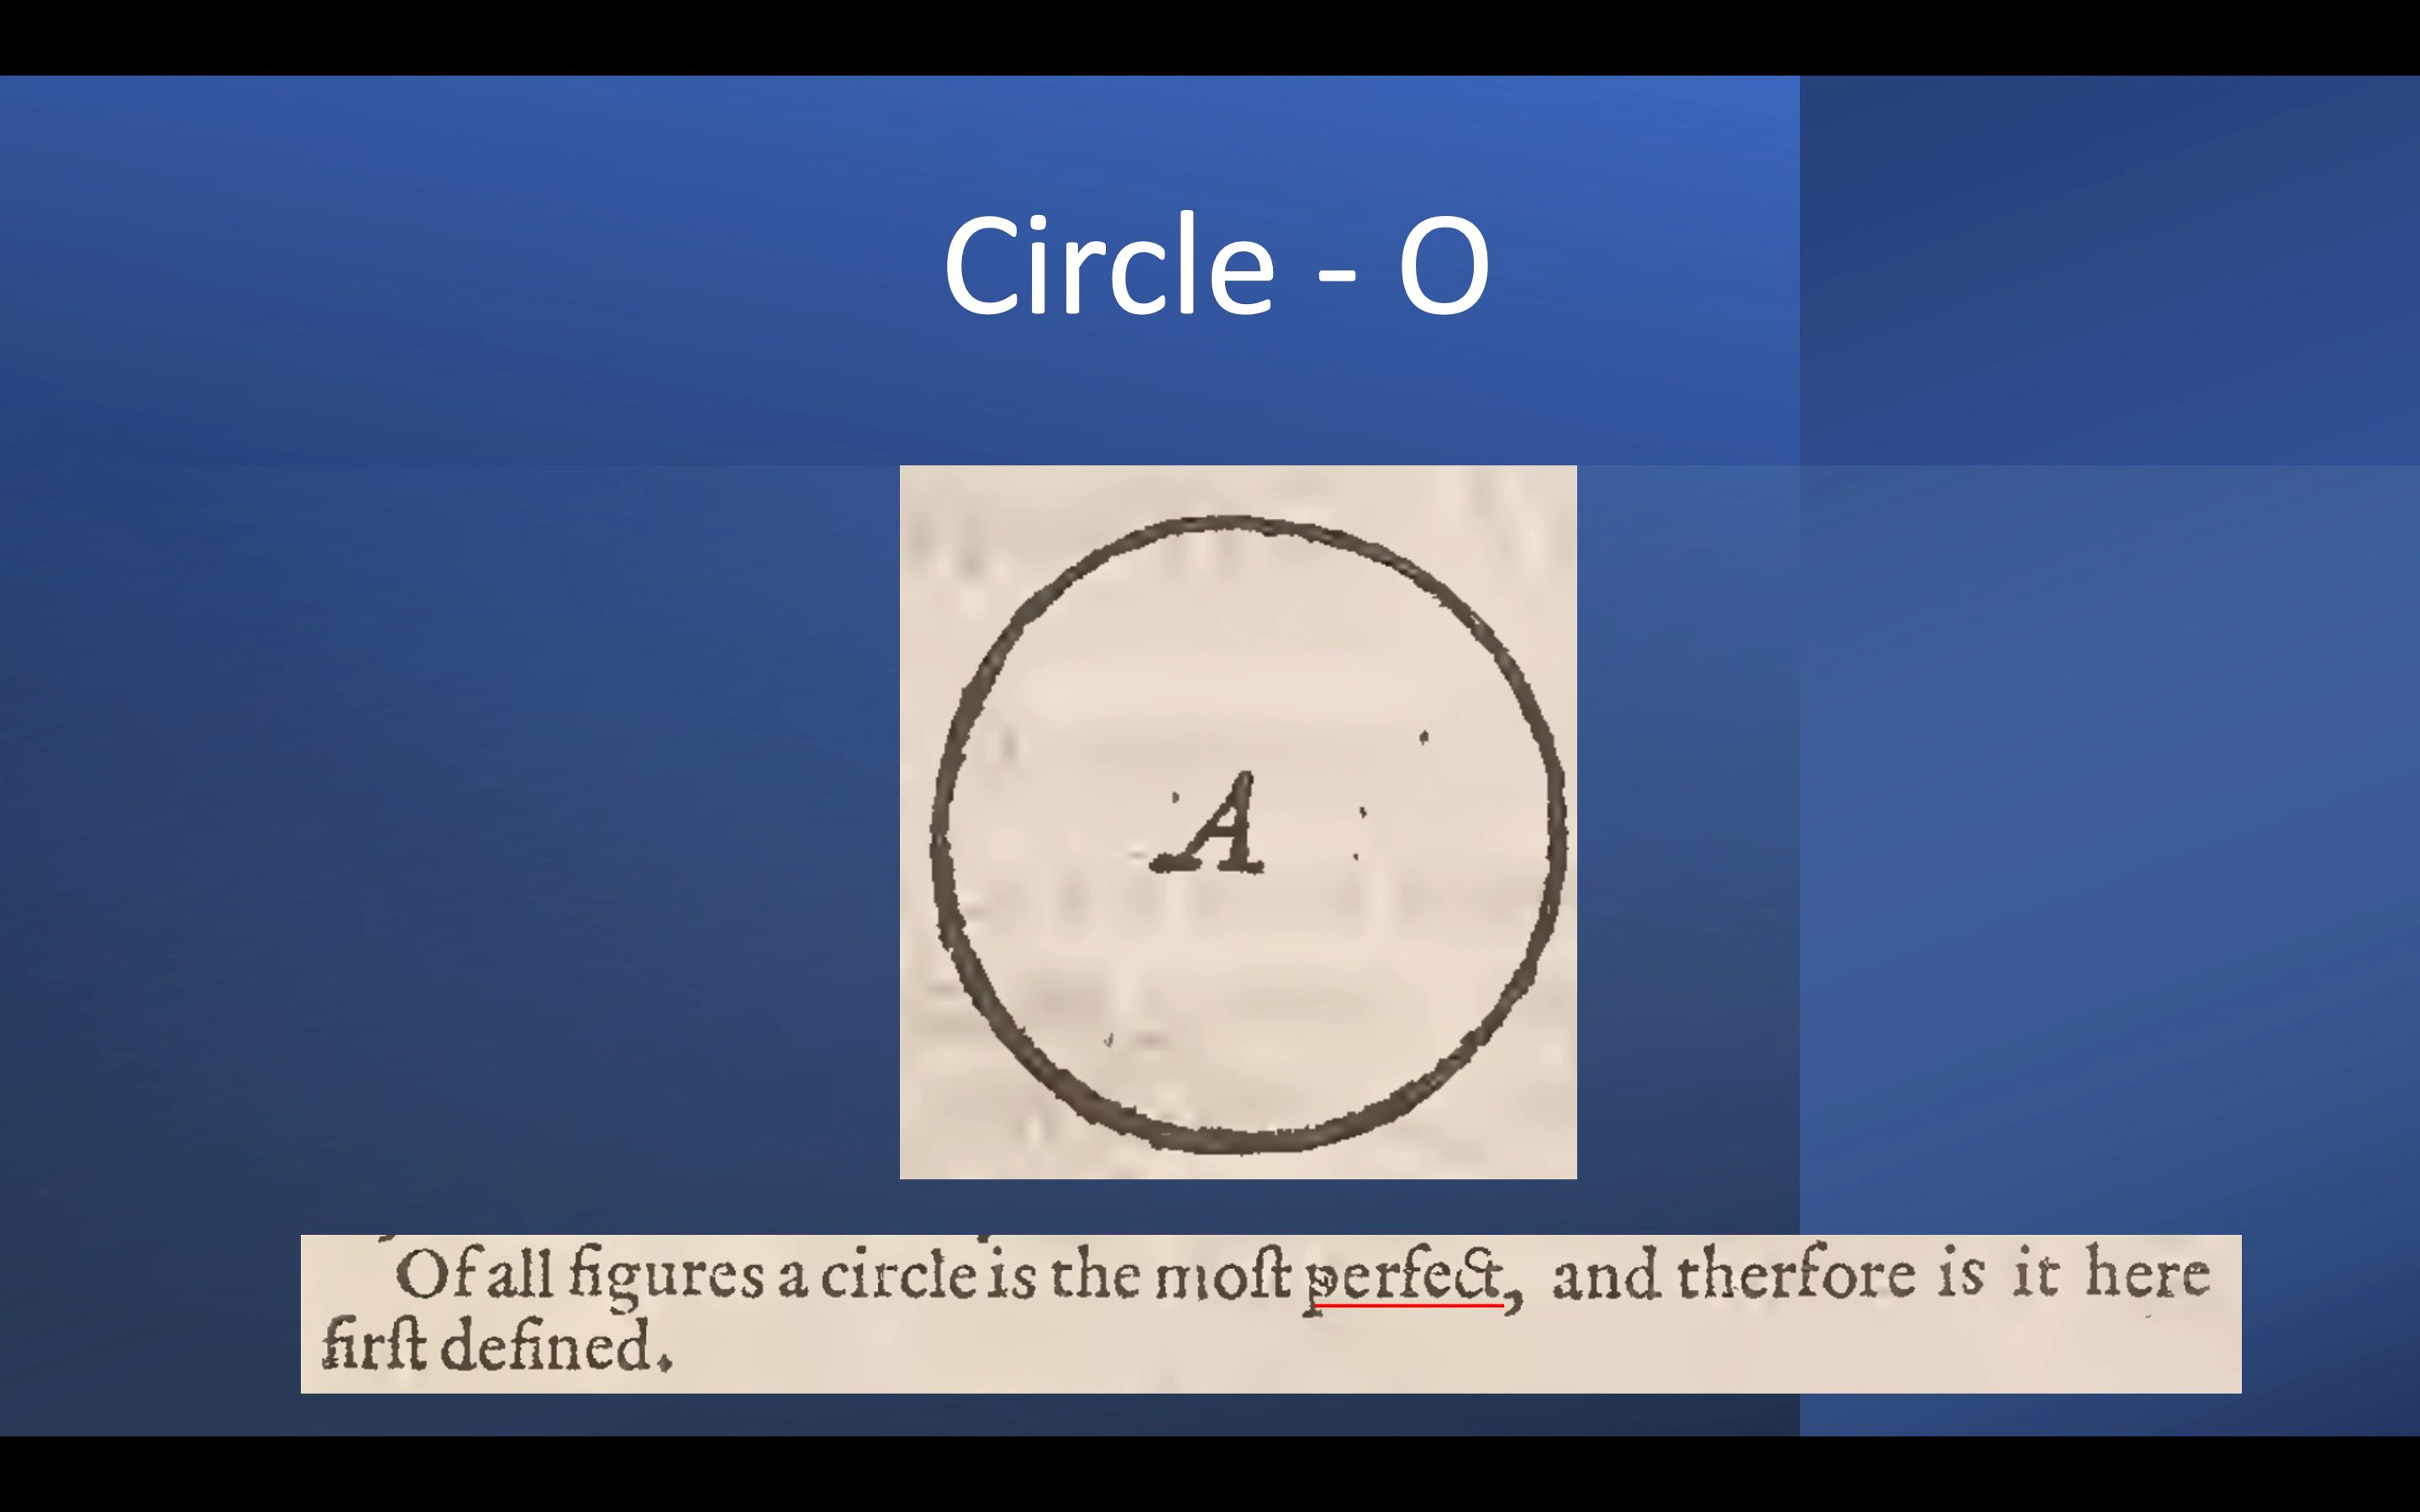 Circle - O
A
Of all figures a circle is the moſt perfect, and therfore is it here
firſt defined.